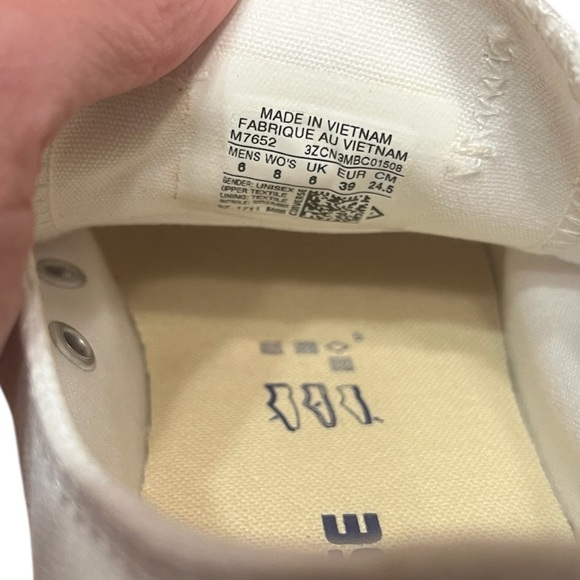 MADE IN VIETNAM
FABRIQUE AU VIETNAM
M7652 3ZCN3MBC01508
MENS WO'S UK EUR CM
6 8 6 39 24.5
GENDER: UNISEX
UPPER: TEXTILE
LINING: TEXTILE
CONVERSE